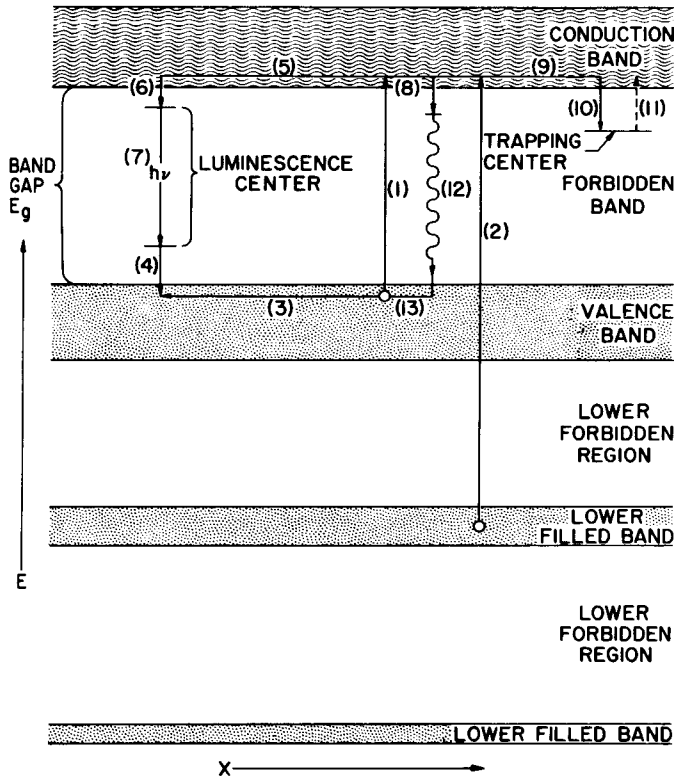 CONDUCTION
BAND
(5)
(9)
(6)
(8)
(10)
(11)
TRAPPING
CENTER
BAND
GAP
Eg
(7) hν
LUMINESCENCE
CENTER
(1)
(12)
(2)
FORBIDDEN
BAND
(4)
(3)
(13)
VALENCE
BAND
LOWER
FORBIDDEN
REGION
LOWER
FILLED BAND
E
LOWER
FORBIDDEN
REGION
LOWER FILLED BAND
X